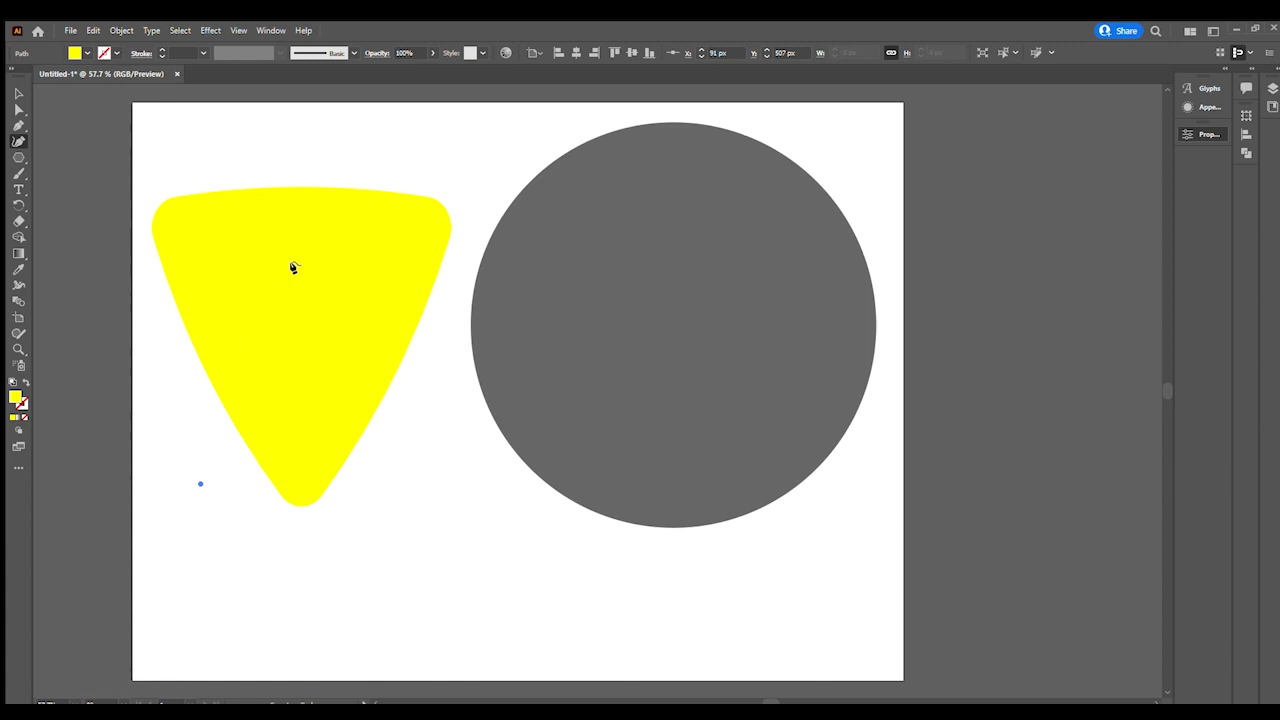 Ai File Edit Object Type Select Effect View Window Help Share
Path Stroke: Basic Opacity: 100% Style: X: 91 px Y: 507 px W: H:
Untitled-1* @ 57.7 % (RGB/Preview) ×
Glyphs
Appe...
Prop...